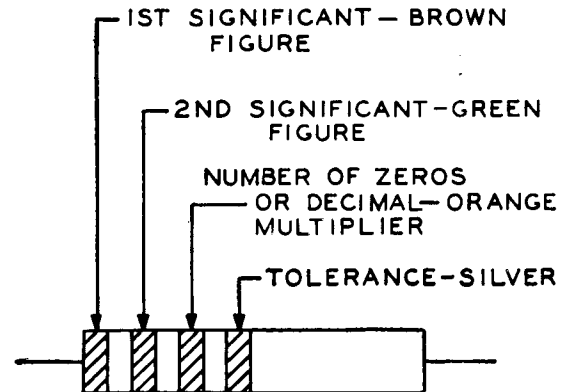 1ST SIGNIFICANT — BROWN
FIGURE
2ND SIGNIFICANT-GREEN
FIGURE
NUMBER OF ZEROS
OR DECIMAL-ORANGE
MULTIPLIER
TOLERANCE-SILVER